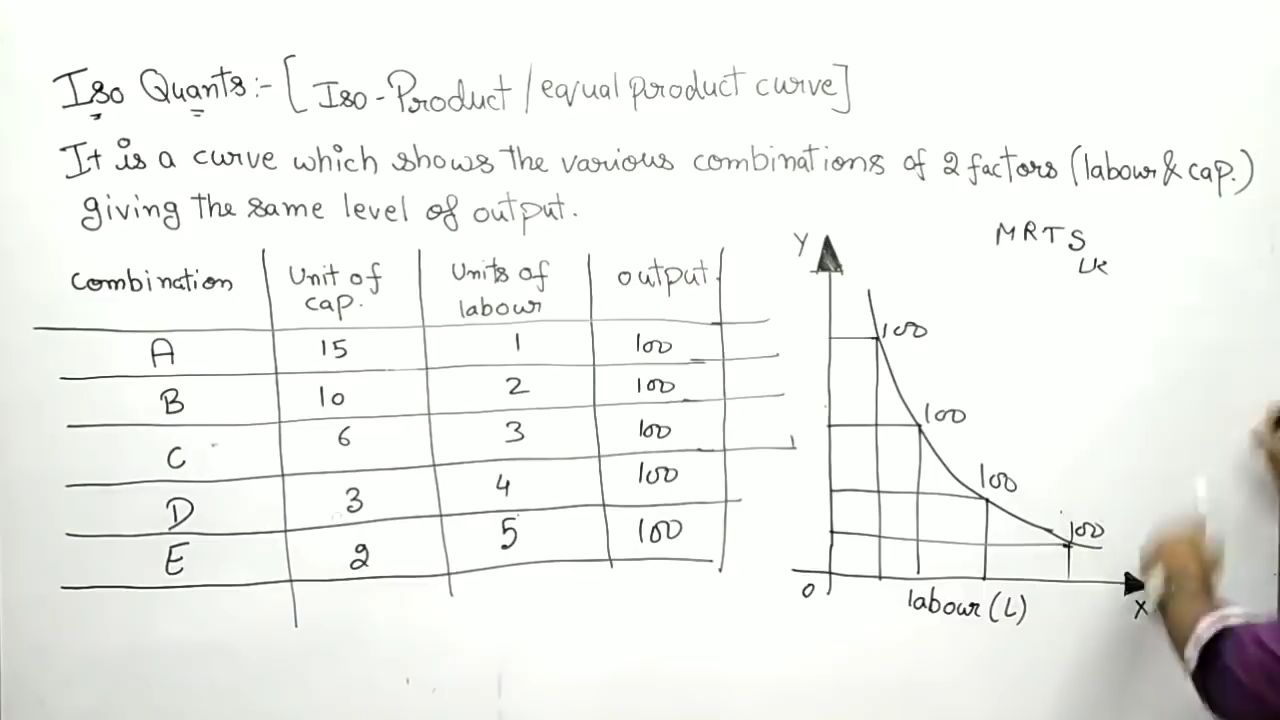 Iso Quants:- [Iso-Product/equal product curve]
It is a curve which shows the various combinations of 2 factors (labour & cap.)
giving the same level of output.
Combination Unit of cap. Units of labour output.
A 15 1 100
B 10 2 100
C 6 3 100
D 3 4 100
E 2 5 100
MRTS LK
Y
100
100
100
100
O
labour (L)
X